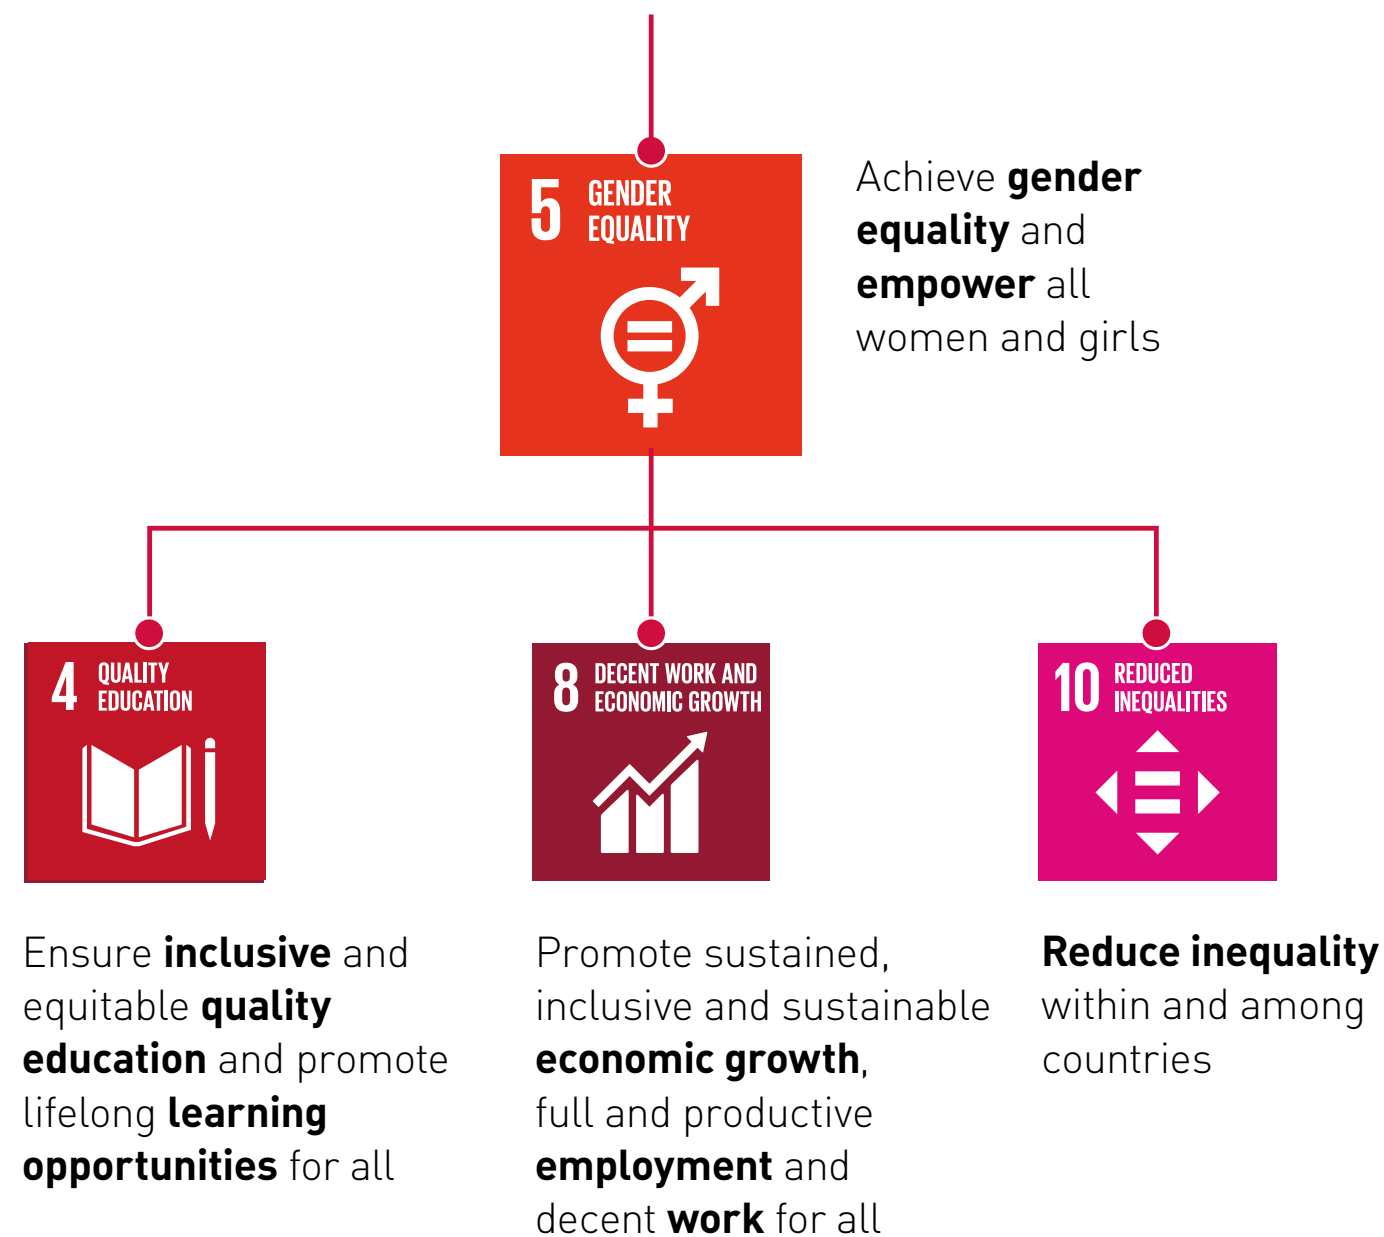 5 GENDER
EQUALITY
Achieve gender
equality and
empower all
women and girls
4 QUALITY
EDUCATION
Ensure inclusive and
equitable quality
education and promote
lifelong learning
opportunities for all
8 DECENT WORK AND
ECONOMIC GROWTH
Promote sustained,
inclusive and sustainable
economic growth,
full and productive
employment and
decent work for all
10 REDUCED
INEQUALITIES
Reduce inequality
within and among
countries